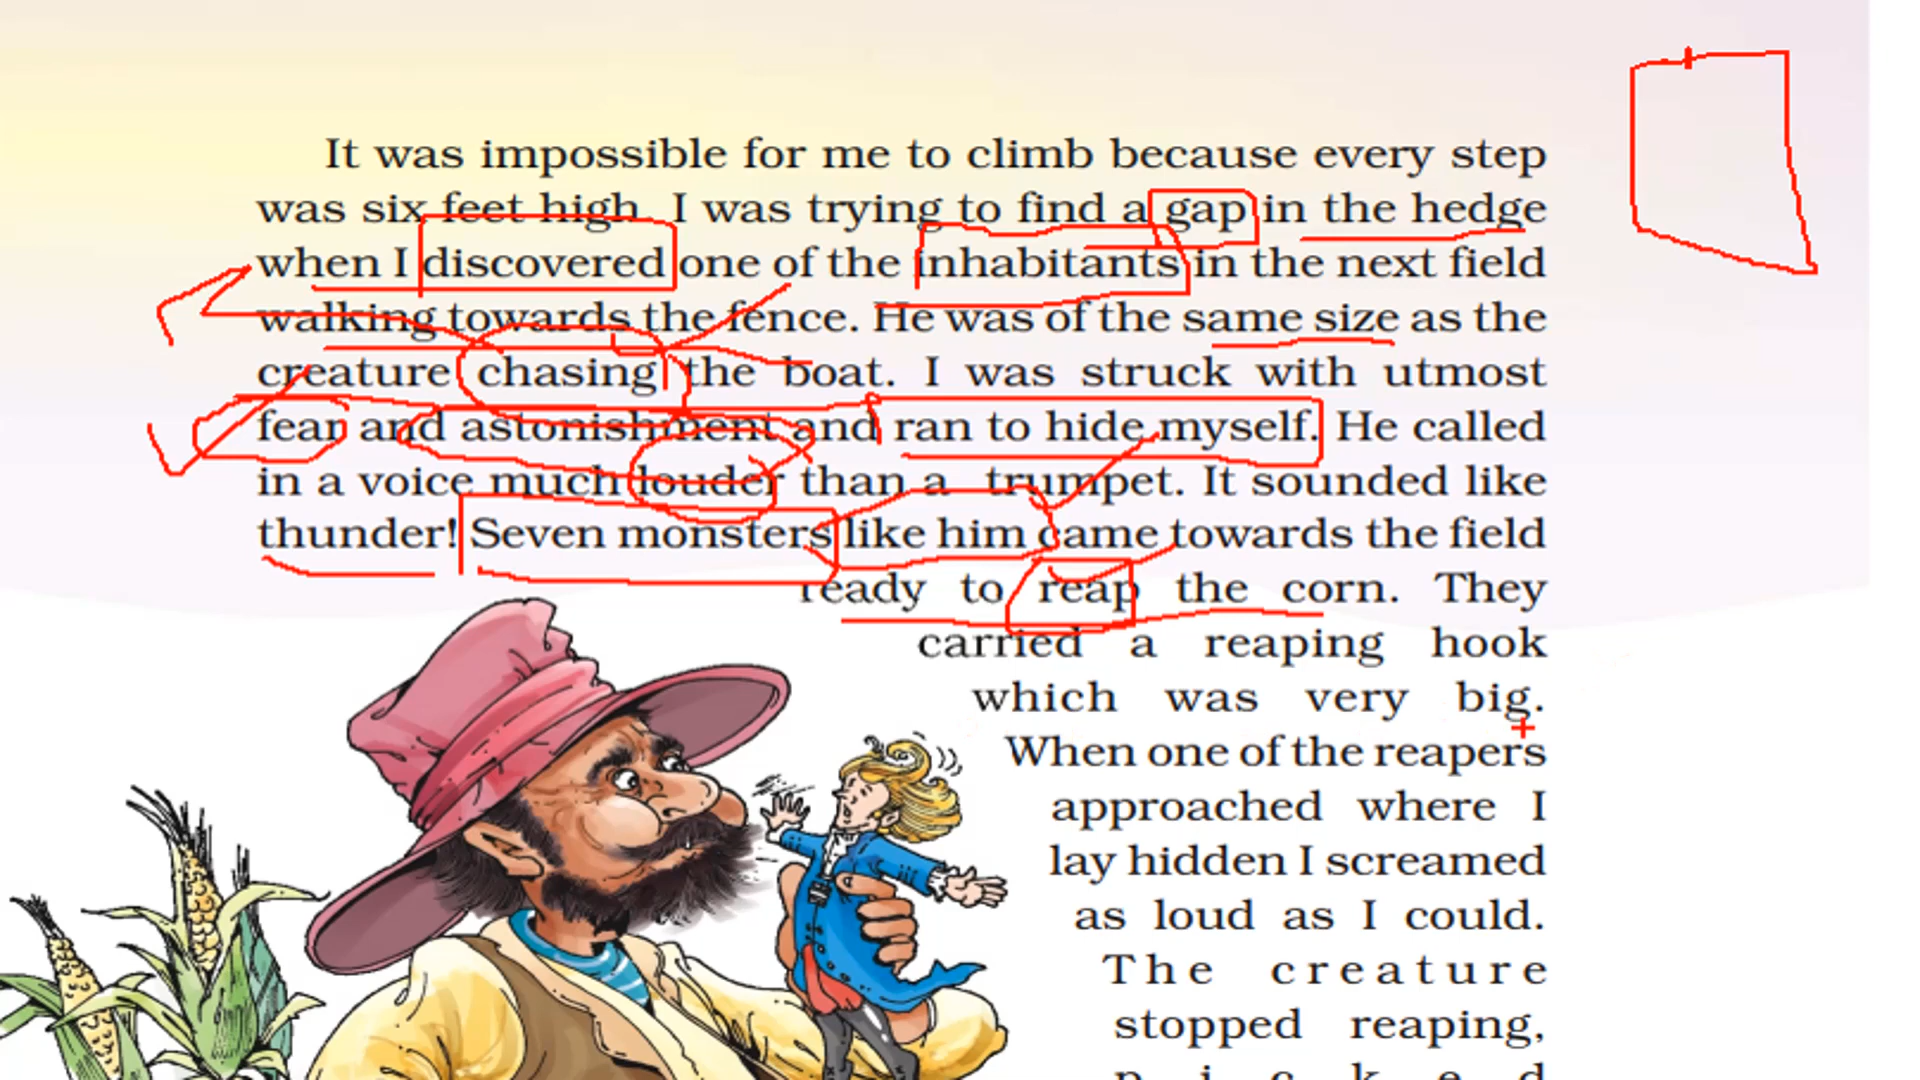 It was impossible for me to climb because every step
was six feet high. I was trying to find a gap in the hedge
when I discovered one of the inhabitants in the next field
walking towards the fence. He was of the same size as the
creature chasing the boat. I was struck with utmost
fear and astonishment and ran to hide myself. He called
in a voice much louder than a trumpet. It sounded like
thunder! Seven monsters like him came towards the field
ready to reap the corn. They
carried a reaping hook
which was very big.
When one of the reapers
approached where I
lay hidden I screamed
as loud as I could.
The creature
stopped reaping,
picked